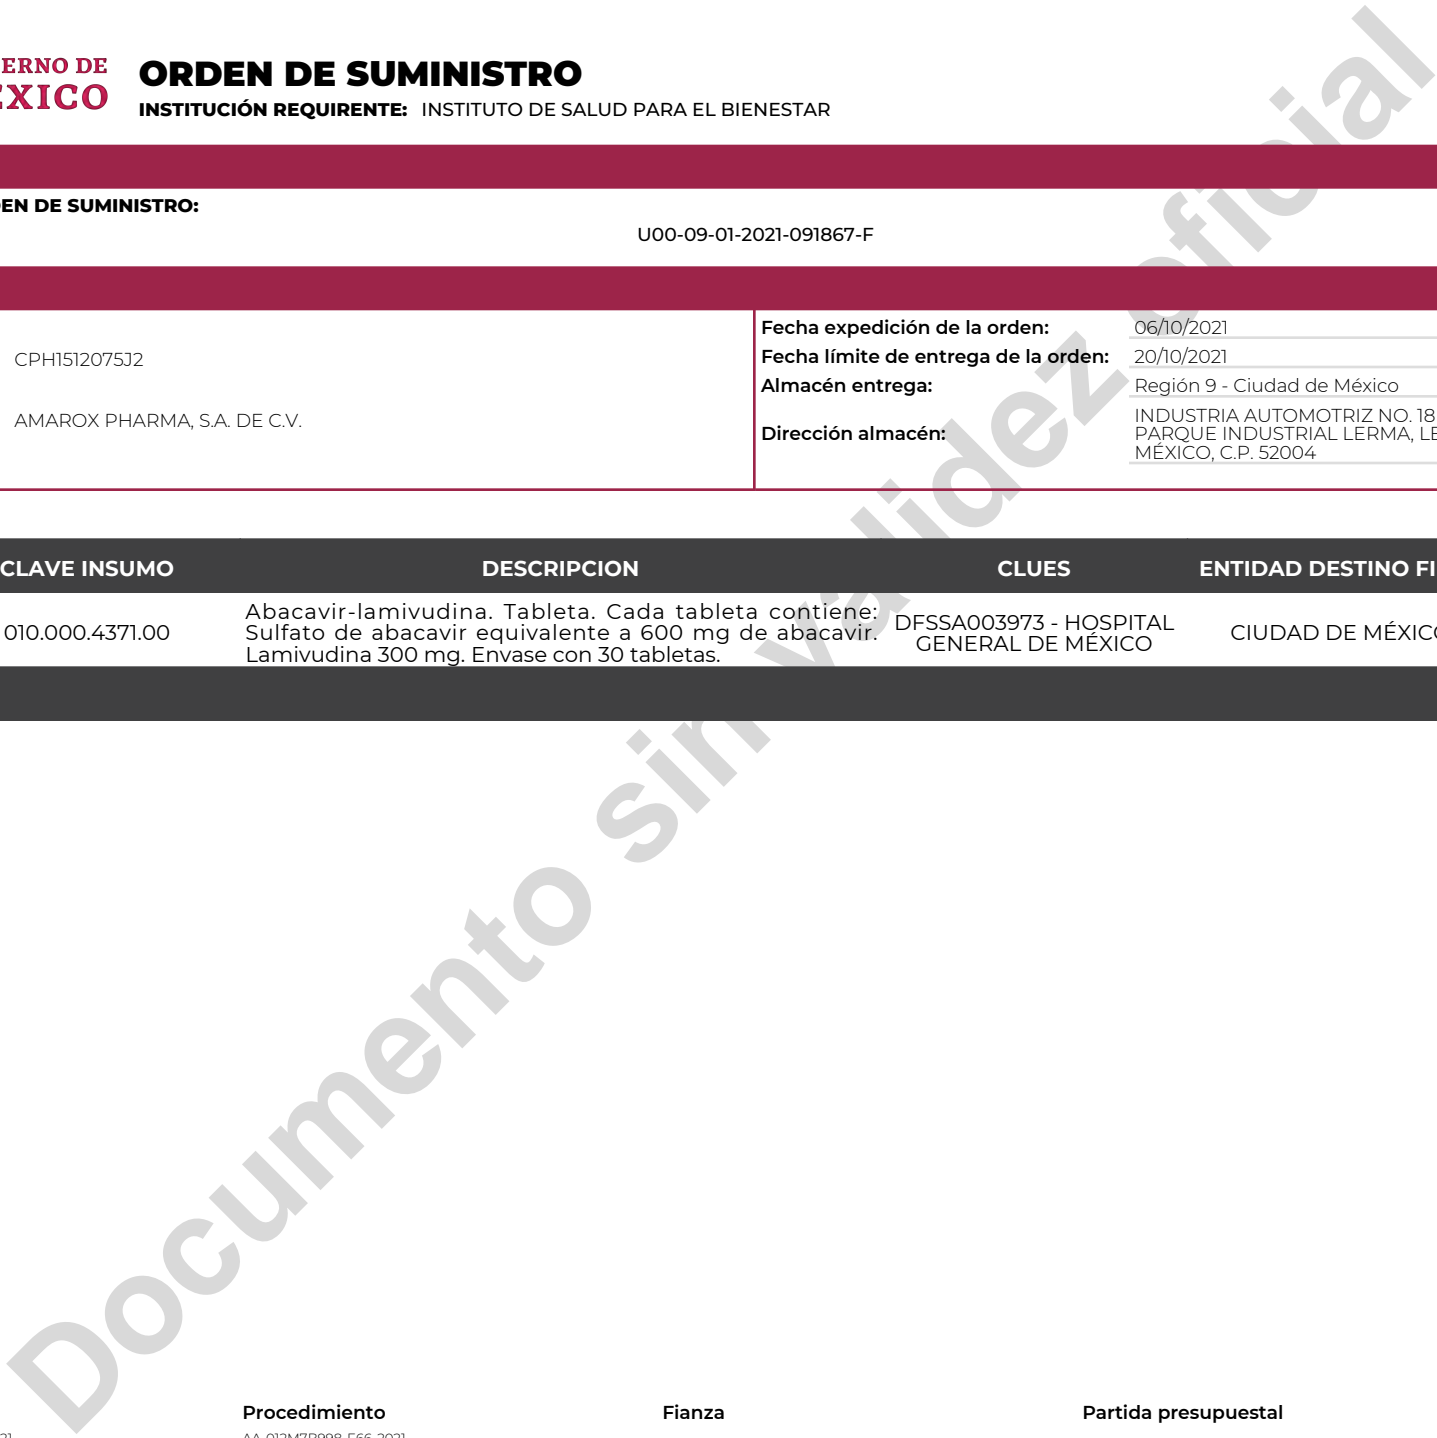 ERNO DE
EXICO
ORDEN DE SUMINISTRO
INSTITUCIÓN REQUIRENTE: INSTITUTO DE SALUD PARA EL BIENESTAR
EN DE SUMINISTRO:
U00-09-01-2021-091867-F
CPH1512075J2
AMAROX PHARMA, S.A. DE C.V.
Fecha expedición de la orden: 06/10/2021
Fecha límite de entrega de la orden: 20/10/2021
Almacén entrega: Región 9 - Ciudad de México
Dirección almacén:
INDUSTRIA AUTOMOTRIZ NO. 18
PARQUE INDUSTRIAL LERMA, LE
MÉXICO, C.P. 52004
CLAVE INSUMO DESCRIPCION CLUES ENTIDAD DESTINO FI
010.000.4371.00
Abacavir-lamivudina. Tableta. Cada tableta contiene:
Sulfato de abacavir equivalente a 600 mg de abacavir.
Lamivudina 300 mg. Envase con 30 tabletas.
DFSSA003973 - HOSPITAL
GENERAL DE MÉXICO
CIUDAD DE MÉXICO
Documento sin validez oficial
Procedimiento Fianza Partida presupuestal